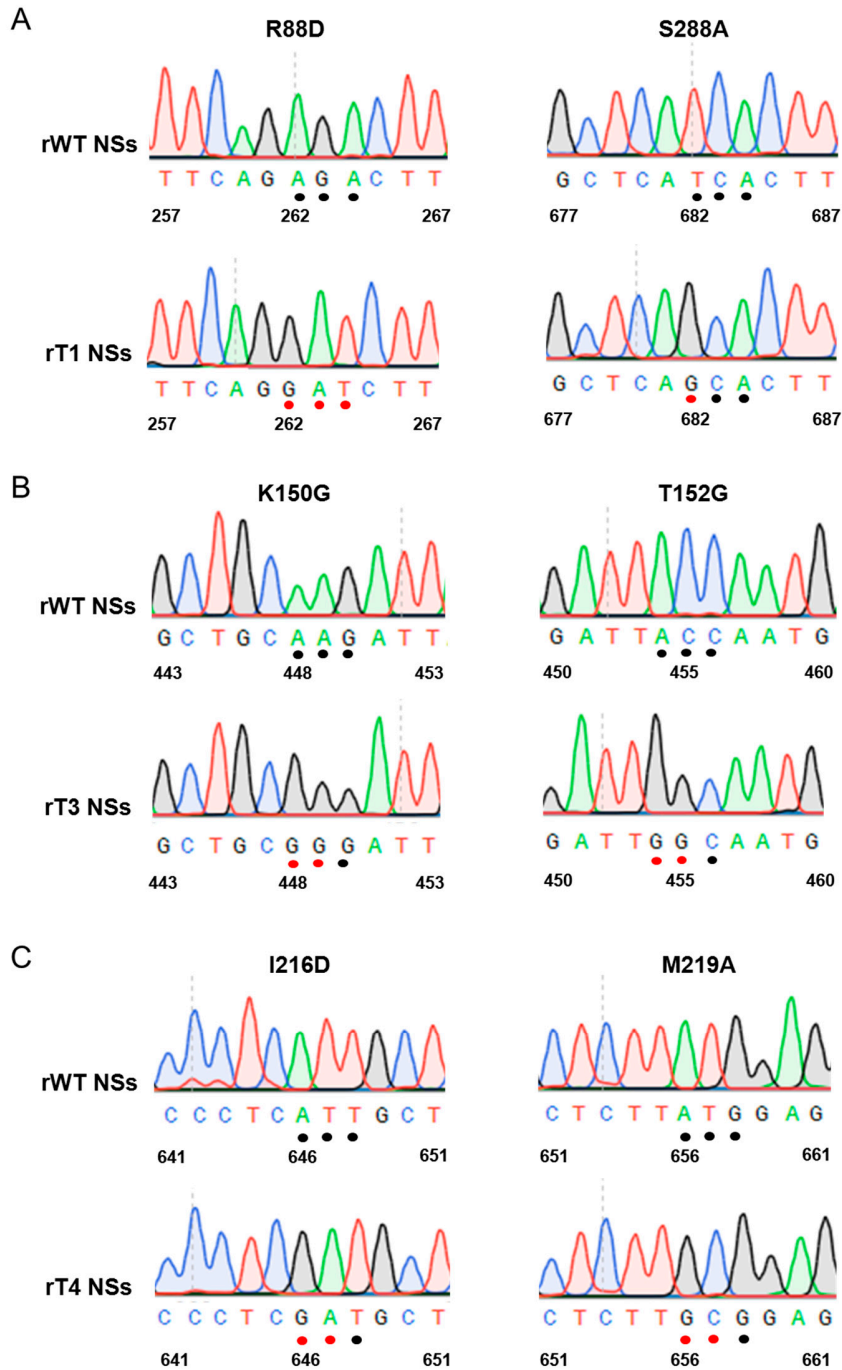 A
R88D S288A
rWT NSs
T T C A G A G A C T T G C T C A T C A C T T
257 262 267 677 682 687
rT1 NSs
T T C A G G A T C T T G C T C A G C A C T T
257 262 267 677 682 687
B
K150G T152G
rWT NSs
G C T G C A A G A T T G A T T A C C A A T G
443 448 453 450 455 460
rT3 NSs
G C T G C G G G A T T G A T T G G C A A T G
443 448 453 450 455 460
C
I216D M219A
rWT NSs
C C C T C A T T G C T C T C T T A T G G A G
641 646 651 651 656 661
rT4 NSs
C C C T C G A T G C T C T C T T G C G G A G
641 646 651 651 656 661